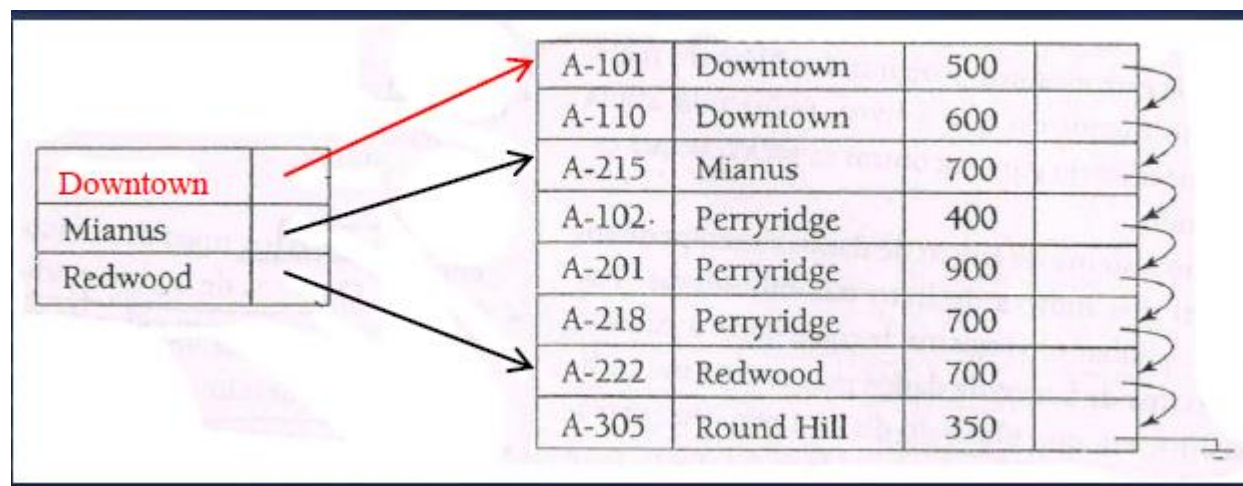 Downtown
Mianus
Redwood
A-101 Downtown 500
A-110 Downtown 600
A-215 Mianus 700
A-102 Perryridge 400
A-201 Perryridge 900
A-218 Perryridge 700
A-222 Redwood 700
A-305 Round Hill 350